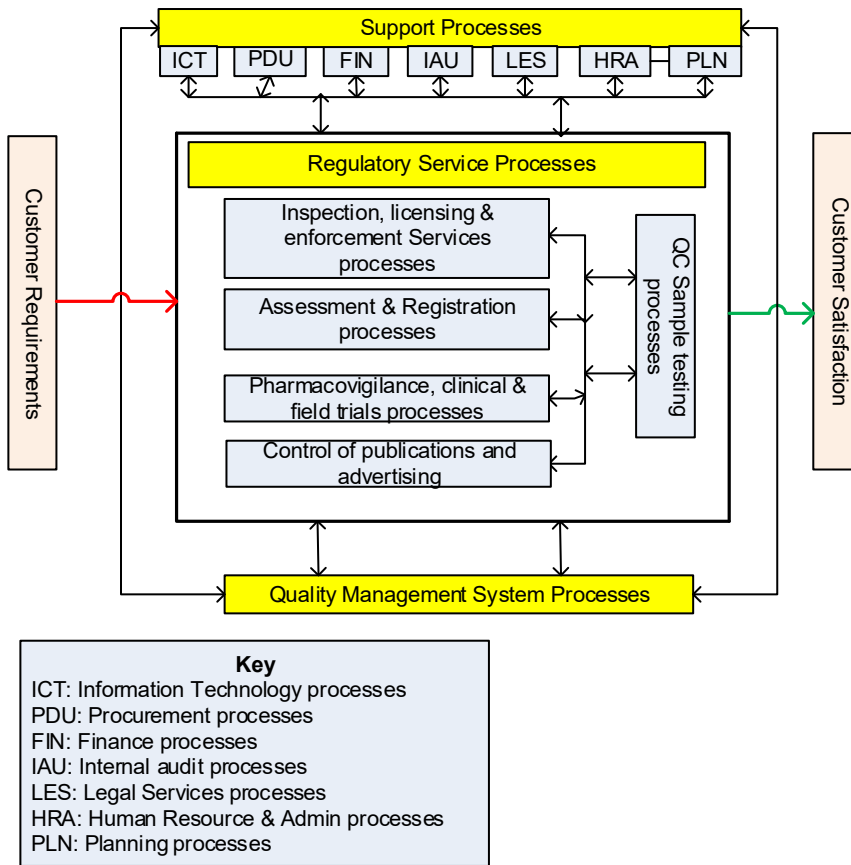 Support Processes
ICT
PDU
FIN
IAU
LES
HRA
PLN
Customer Requirements
Regulatory Service Processes
Inspection, licensing &
enforcement Services
processes
Assessment & Registration
processes
Pharmacovigilance, clinical &
field trials processes
Control of publications and
advertising
QC Sample testing
processes
Customer Satisfaction
Quality Management System Processes
Key
ICT: Information Technology processes
PDU: Procurement processes
FIN: Finance processes
IAU: Internal audit processes
LES: Legal Services processes
HRA: Human Resource & Admin processes
PLN: Planning processes